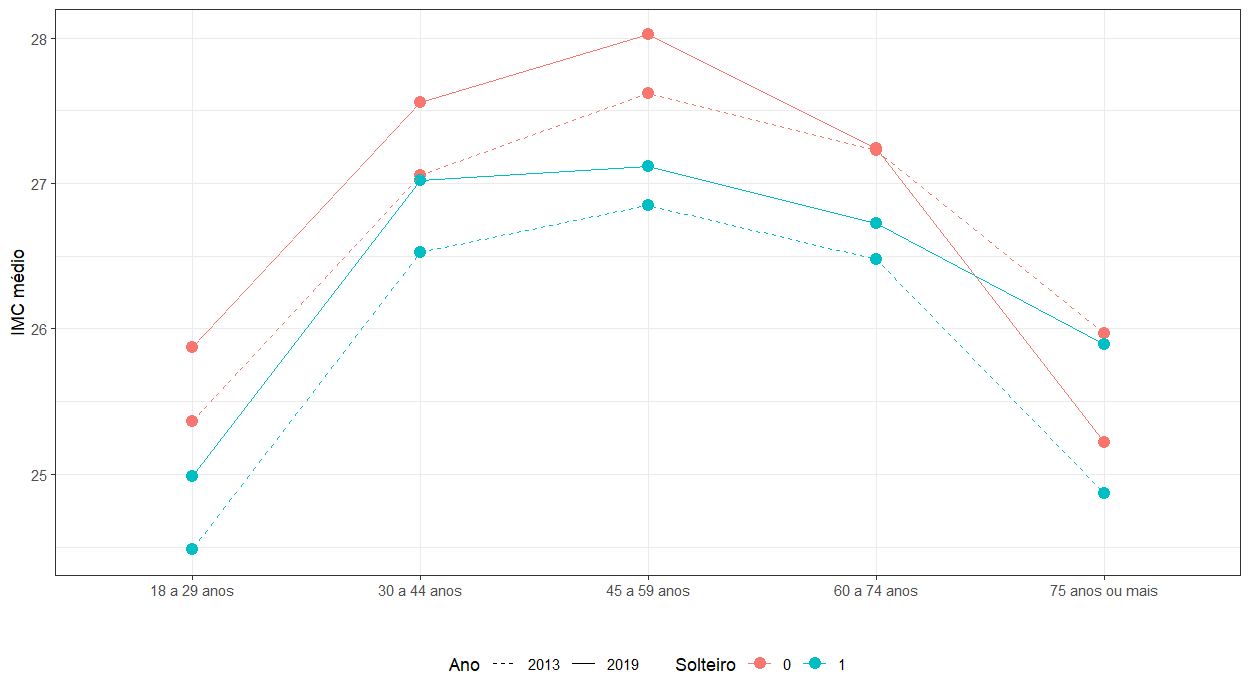 28
27
26
25
IMC médio
18 a 29 anos
30 a 44 anos
45 a 59 anos
60 a 74 anos
75 anos ou mais
Ano 2013 2019 Solteiro 0 1